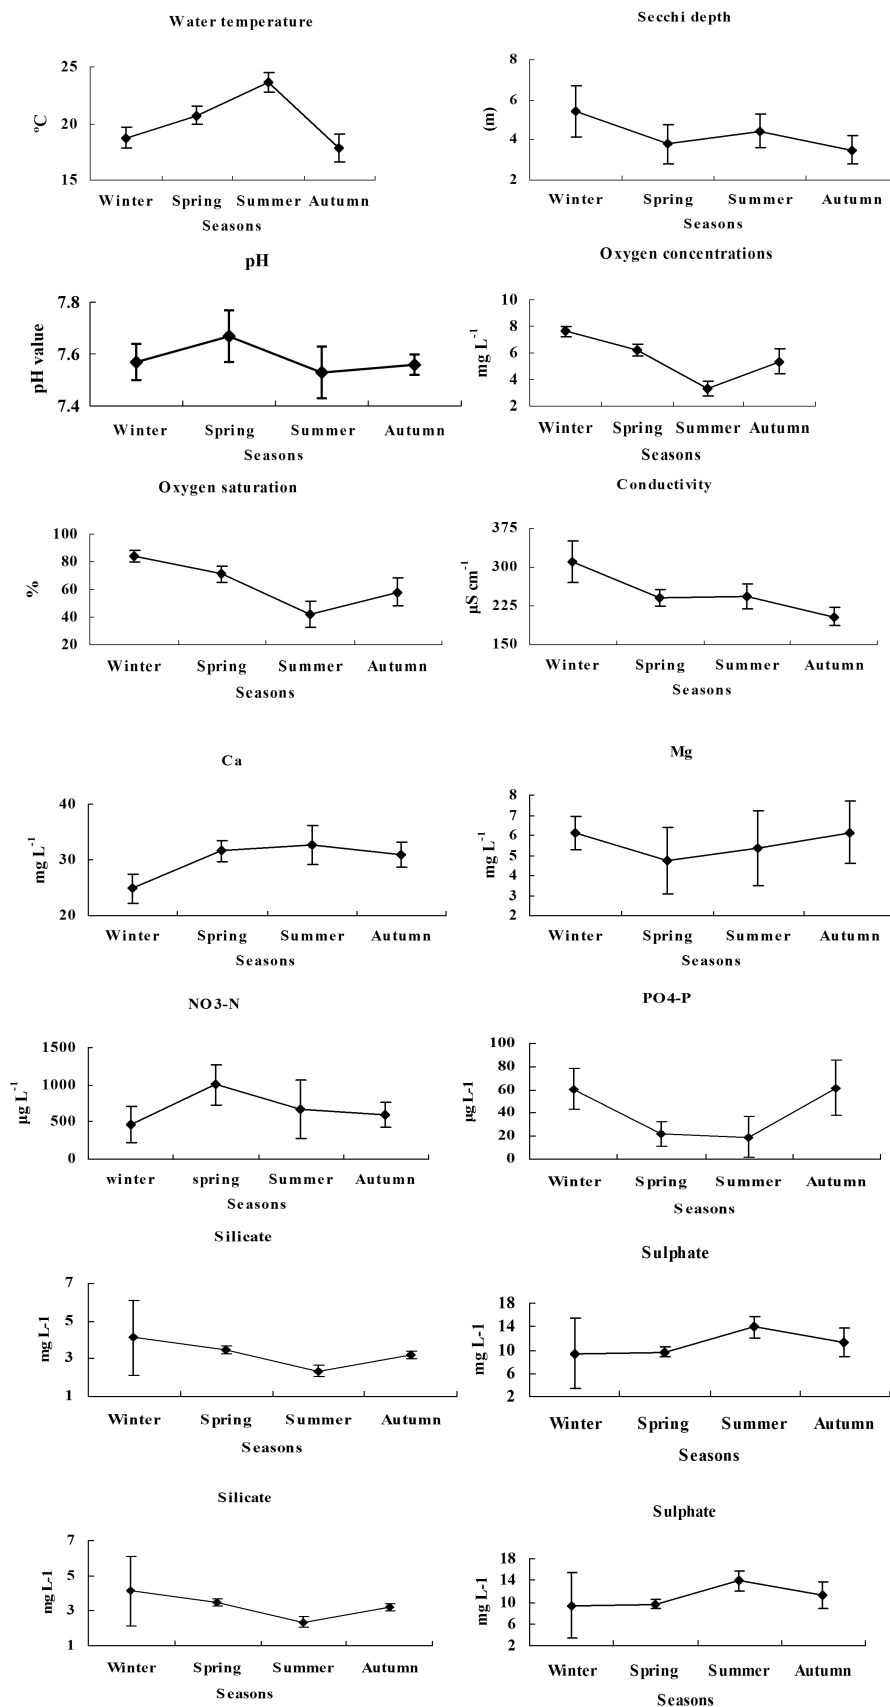 Water temperature
25
20
15
ºC
Winter Spring Summer Autumn
Seasons
Secchi depth
8
6
4
2
(m)
Winter Spring Summer Autumn
Seasons
pH
7.8
7.6
7.4
pH value
Winter Spring Summer Autumn
Seasons
Oxygen concentrations
10
8
6
4
2
mg L-1
Winter Spring Summer Autumn
Seasons
Oxygen saturation
100
80
60
40
20
%
Winter Spring Summer Autumn
Seasons
Conductivity
375
300
225
150
µS cm-1
Winter Spring Summer Autumn
Seasons
Ca
40
30
20
mg L-1
Winter Spring Summer Autumn
Seasons
Mg
8
7
6
5
4
3
2
mg L-1
Winter Spring Summer Autumn
Seasons
NO3-N
1500
1000
500
0
µg L-1
winter spring Summer Autumn
Seasons
PO4-P
100
80
60
40
20
0
µg L-1
Winter Spring Summer Autumn
Seasons
Silicate
7
5
3
1
mg L-1
Winter Spring Summer Autumn
Seasons
Sulphate
18
14
10
6
2
mg L-1
Winter Spring Summer Autumn
Seasons
Silicate
7
5
3
1
mg L-1
Winter Spring Summer Autumn
Seasons
Sulphate
18
14
10
6
2
mg L-1
Winter Spring Summer Autumn
Seasons